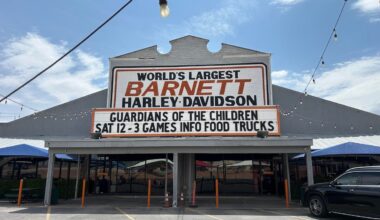 WORLD'S LARGEST
BARNETT
HARLEY-DAVIDSON
GUARDIANS OF THE CHILDREN
SAT 12 - 3 GAMES INFO FOOD TRUCKS